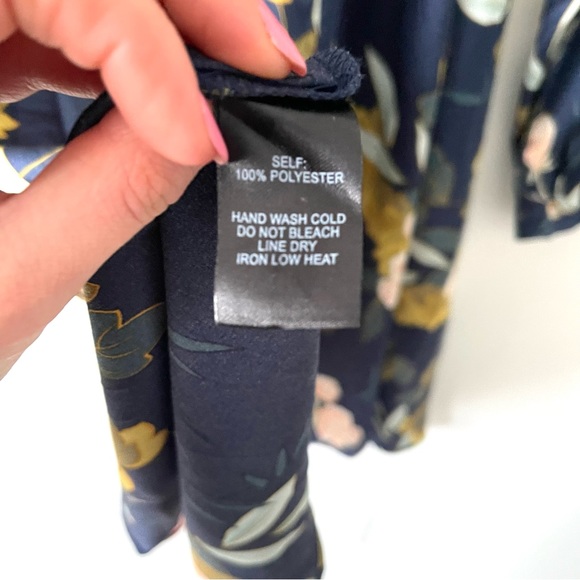 SELF:
100% POLYESTER
HAND WASH COLD
DO NOT BLEACH
LINE DRY
IRON LOW HEAT